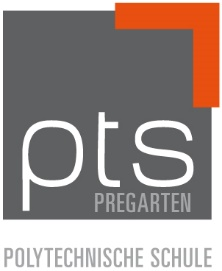 pts
PREGARTEN
POLYTECHNISCHE SCHULE